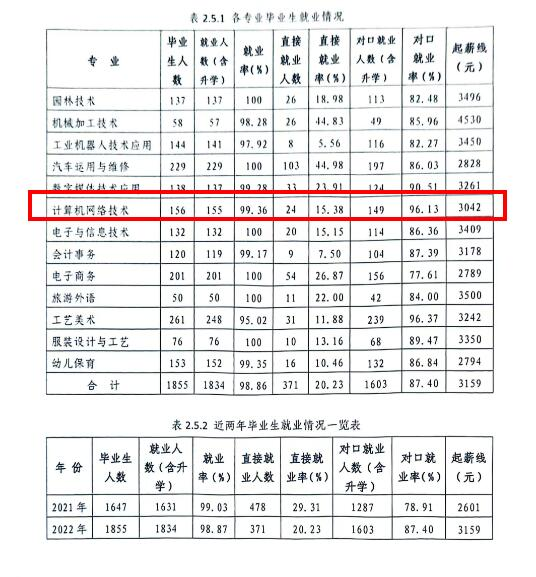 表 2.5.1 各专业毕业生就业情况
专 业 毕业生人数 就业人数(含升学) 就业率(%) 直接就业人数 直接就业率(%) 对口就业人数(含升学) 对口就业率(%) 起薪线(元)
园林技术 137 137 100 26 18.98 113 82.48 3496
机械加工技术 58 57 98.28 26 44.83 49 85.96 4530
工业机器人技术应用 144 141 97.92 8 5.56 116 82.27 3450
汽车运用与维修 229 229 100 103 44.98 197 86.03 2828
数字媒体技术应用 138 137 99.28 33 23.91 124 90.51 3261
计算机网络技术 156 155 99.36 24 15.38 149 96.13 3042
电子与信息技术 132 132 100 20 15.15 114 86.36 3409
会计事务 120 119 99.17 9 7.50 104 87.39 3178
电子商务 201 201 100 54 26.87 156 77.61 2789
旅游外语 50 50 100 11 22.00 42 84.00 3500
工艺美术 261 248 95.02 31 11.88 239 96.37 3242
服装设计与工艺 76 76 100 10 13.16 68 89.47 3350
幼儿保育 153 152 99.35 16 10.46 132 86.84 2794
合 计 1855 1834 98.86 371 20.23 1603 87.40 3159
表 2.5.2 近两年毕业生就业情况一览表
年 份 毕业生人数 就业人数(含升学) 就业率(%) 直接就业人数 直接就业率(%) 对口就业人数(含升学) 对口就业率(%) 起薪线(元)
2021 年 1647 1631 99.03 478 29.31 1287 78.91 2601
2022 年 1855 1834 98.87 371 20.23 1603 87.40 3159